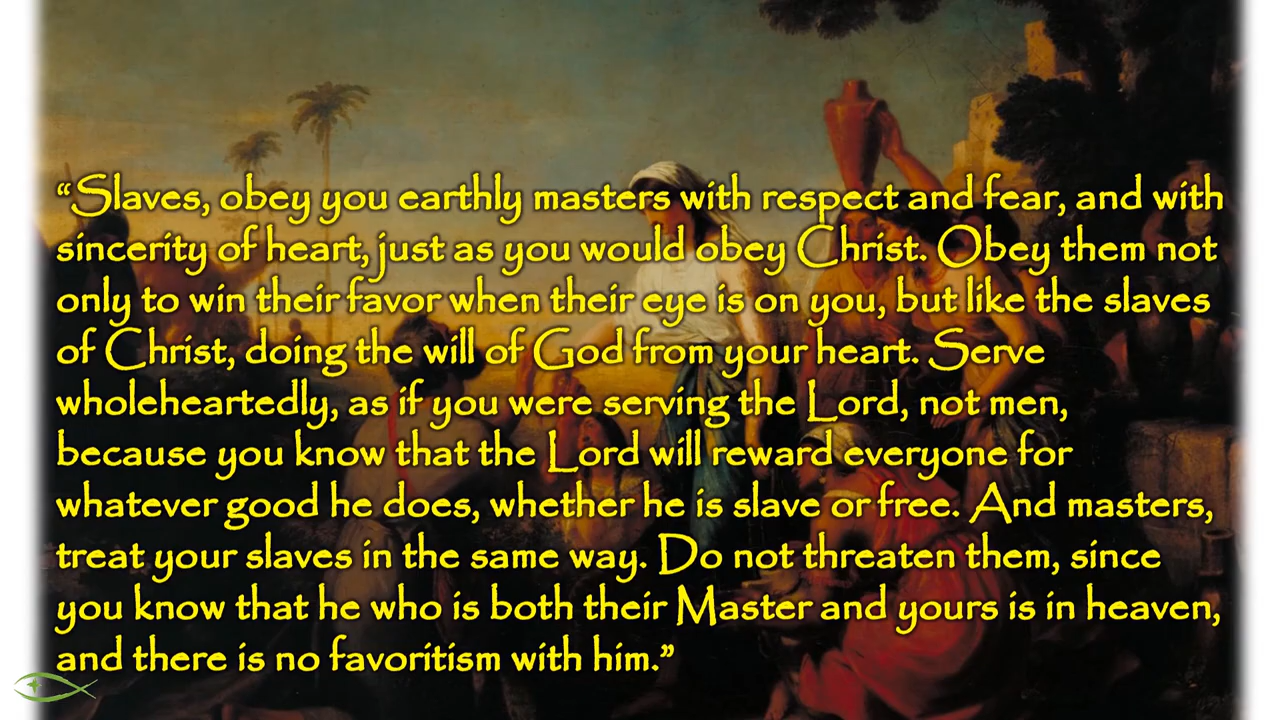 “Slaves, obey you earthly masters with respect and fear, and with
sincerity of heart, just as you would obey Christ. Obey them not
only to win their favor when their eye is on you, but like the slaves
of Christ, doing the will of God from your heart. Serve
wholeheartedly, as if you were serving the Lord, not men,
because you know that the Lord will reward everyone for
whatever good he does, whether he is slave or free. And masters,
treat your slaves in the same way. Do not threaten them, since
you know that he who is both their Master and yours is in heaven,
and there is no favoritism with him.”